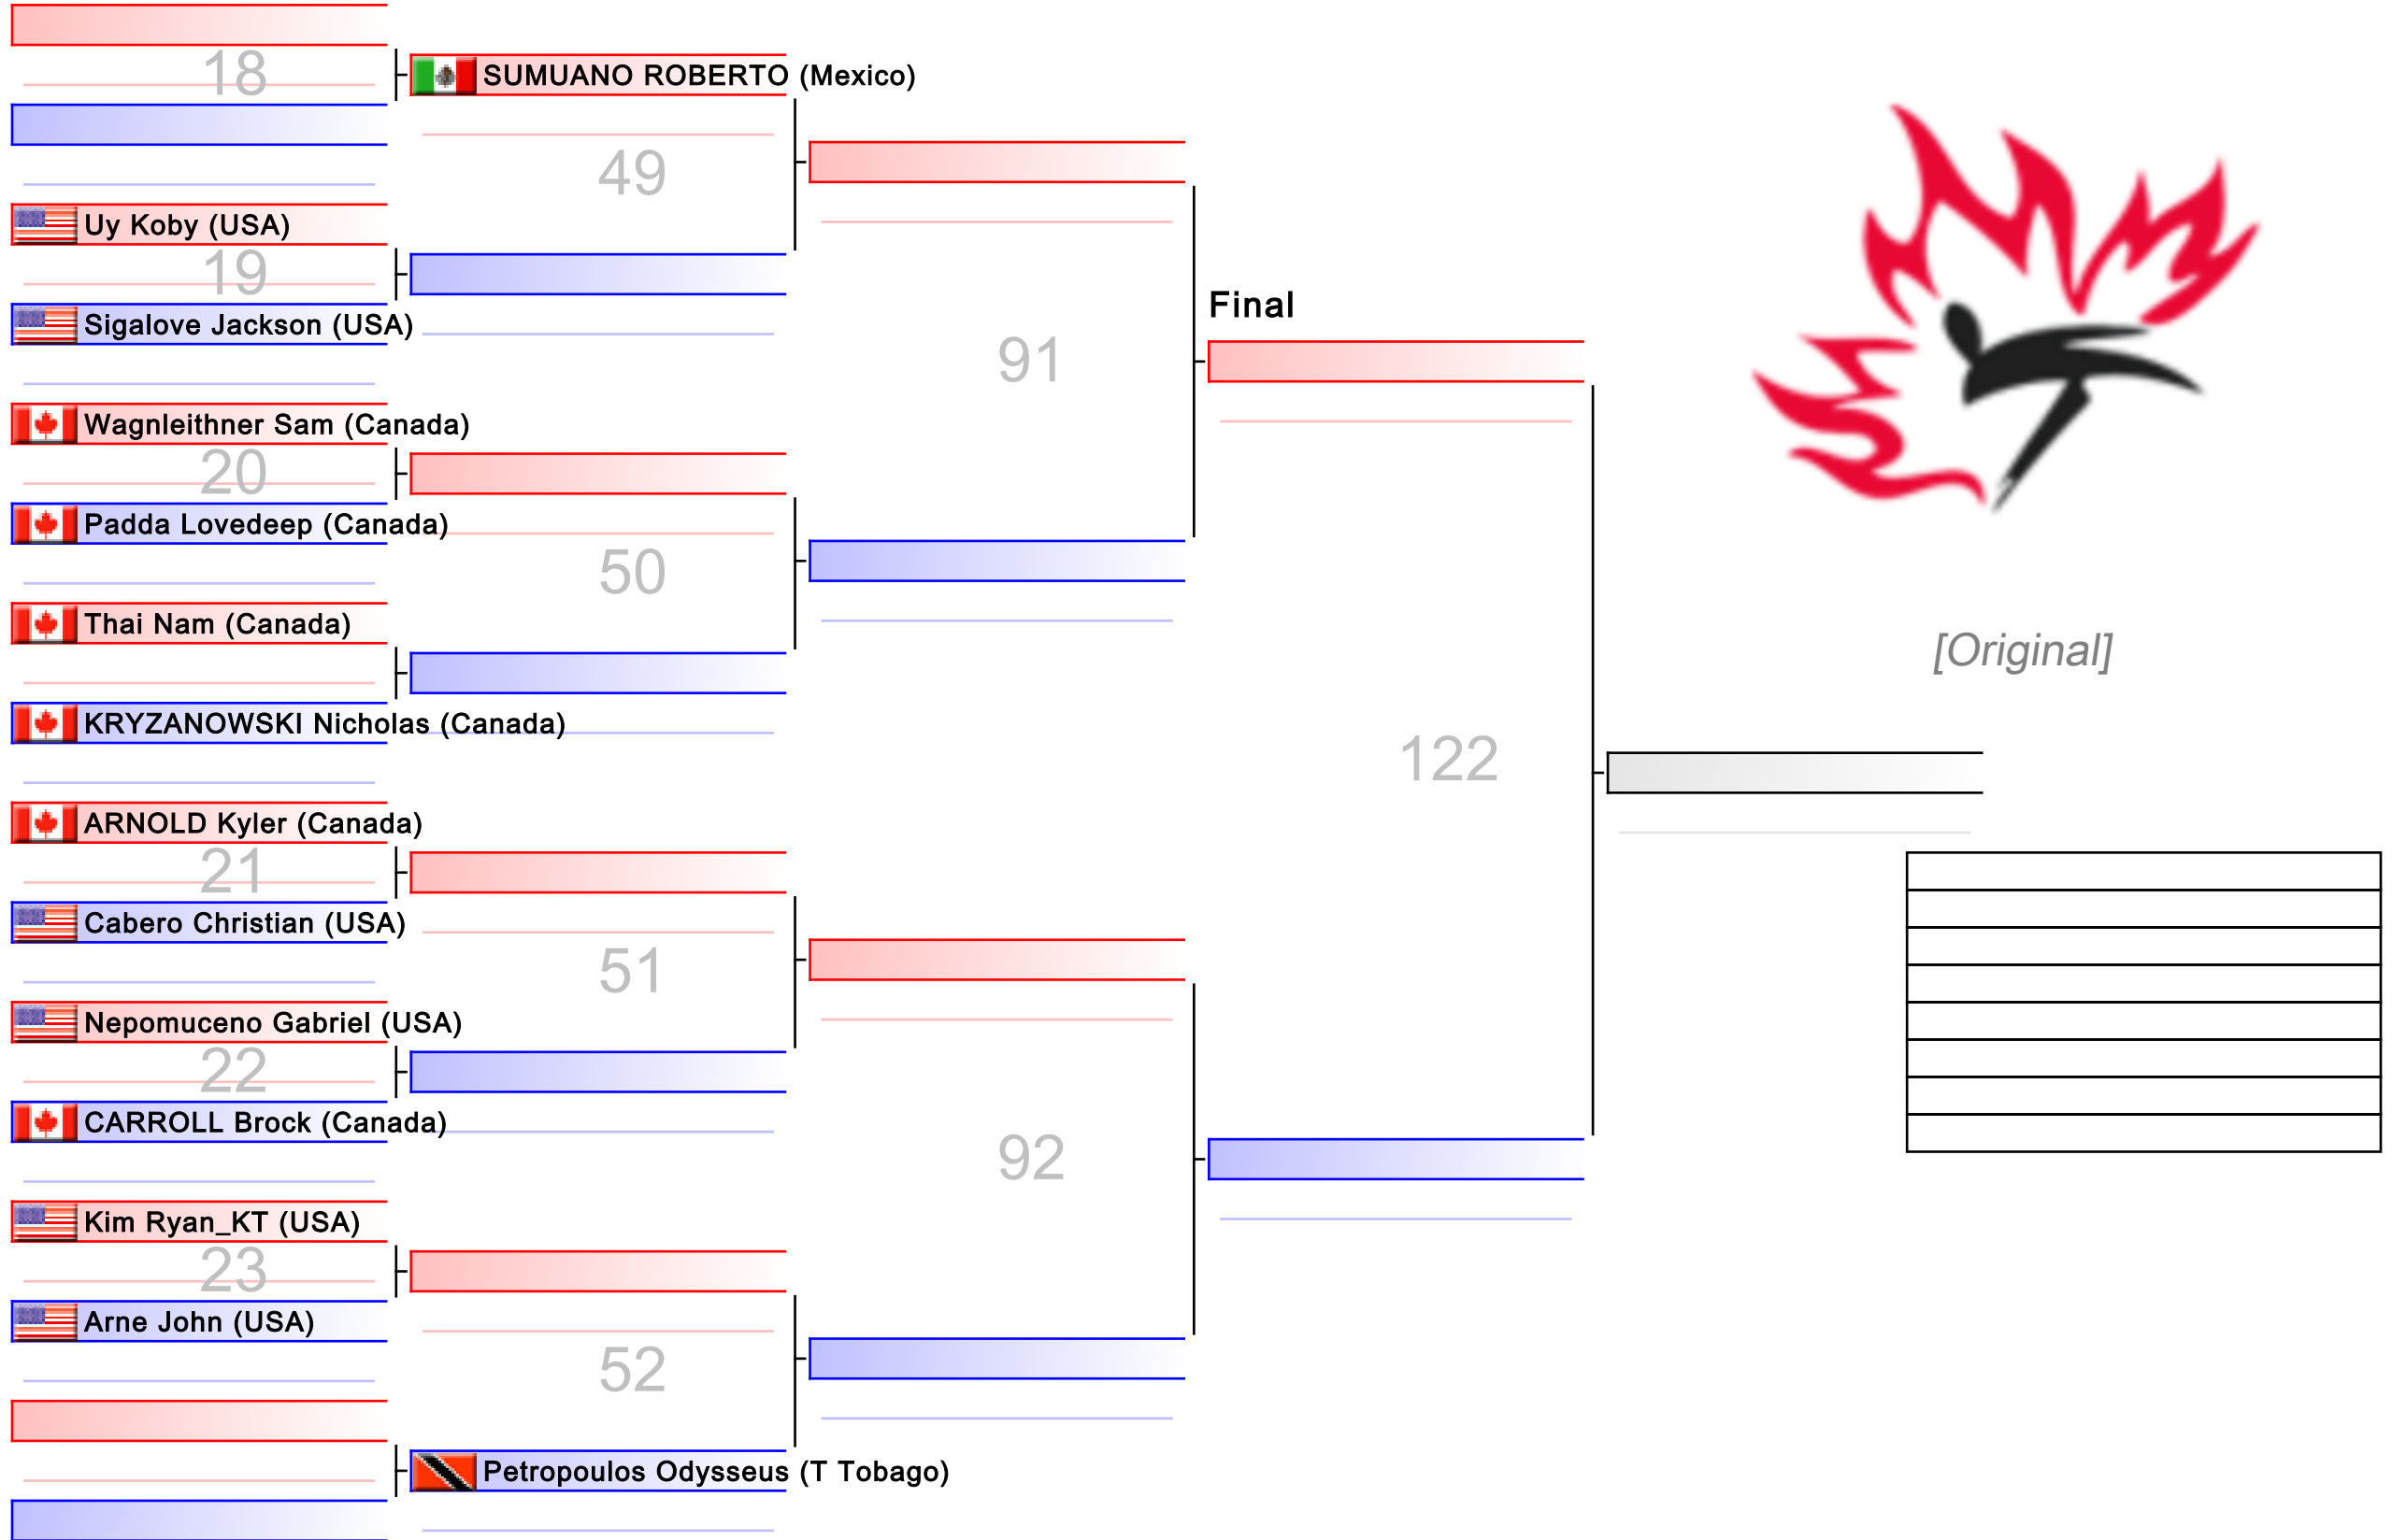 18
SUMUANO ROBERTO (Mexico)
49
Uy Koby (USA)
19
Sigalove Jackson (USA)
Final
91
Wagnleithner Sam (Canada)
20
Padda Lovedeep (Canada)
50
Thai Nam (Canada)
[Original]
KRYZANOWSKI Nicholas (Canada)
122
ARNOLD Kyler (Canada)
21
Cabero Christian (USA)
51
Nepomuceno Gabriel (USA)
22
CARROLL Brock (Canada)
92
Kim Ryan_KT (USA)
23
Arne John (USA)
52
Petropoulos Odysseus (T Tobago)